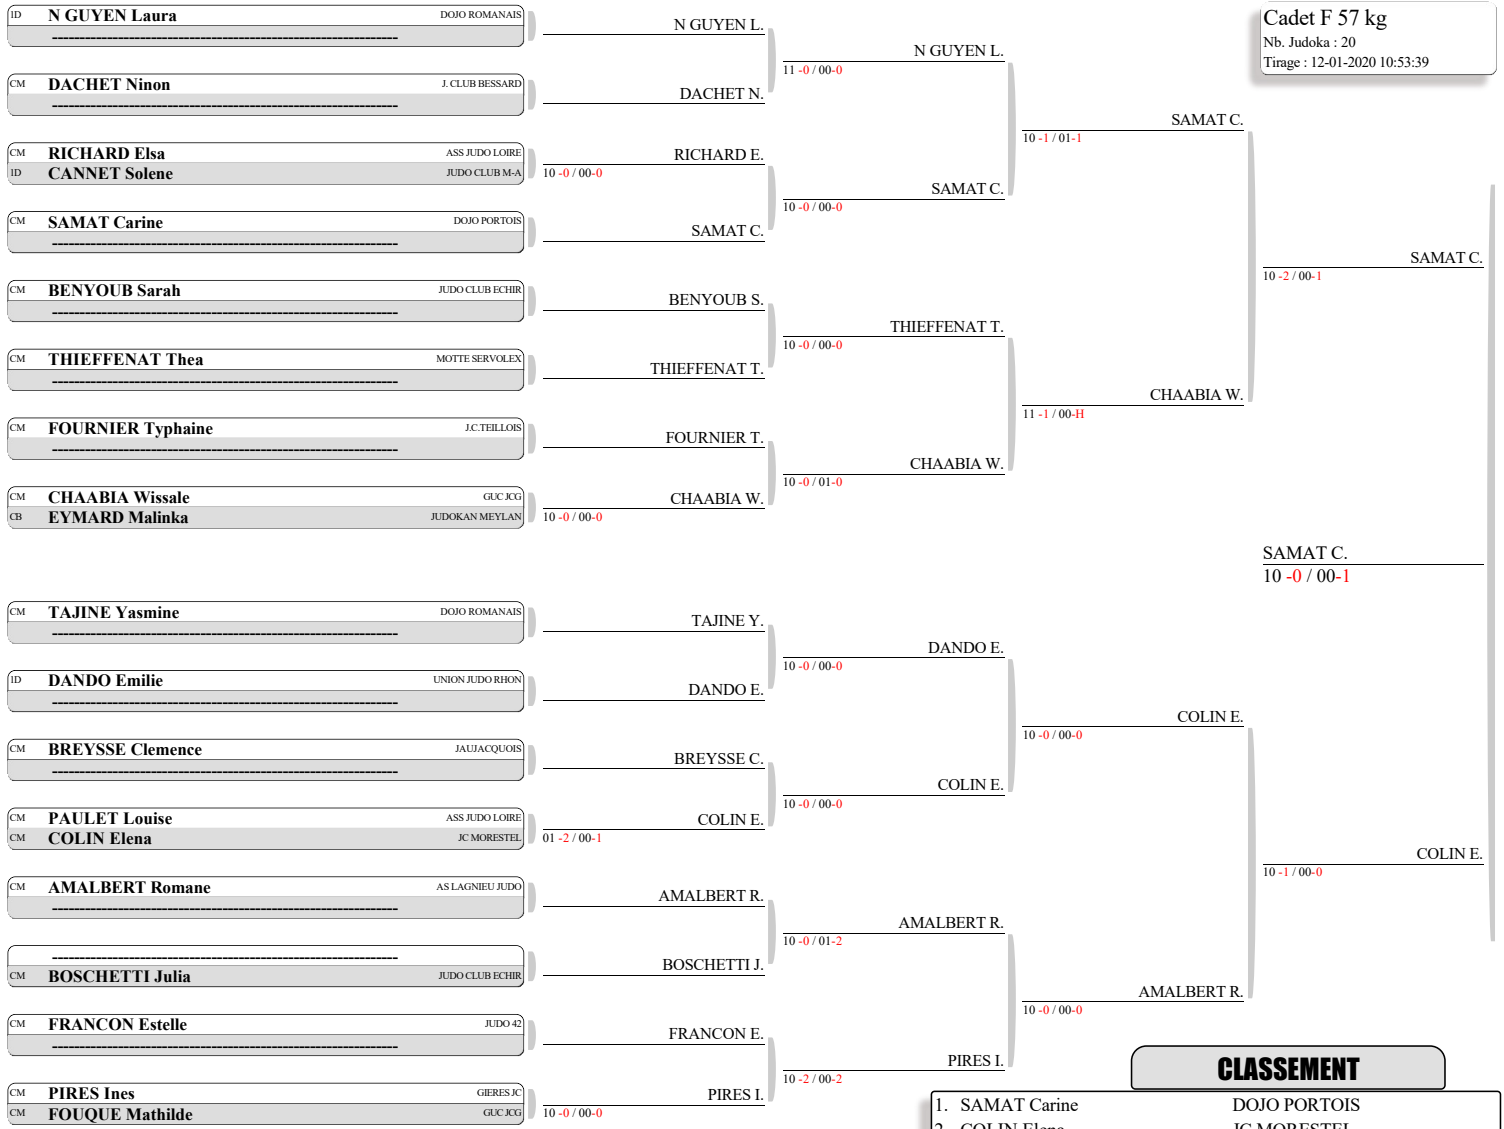 Cadet F 57 kg
Nb. Judoka : 20
Tirage : 12-01-2020 10:53:39
1D N GUYEN Laura DOJO ROMANAIS
CM DACHET Ninon J. CLUB BESSARD
CM RICHARD Elsa ASS JUDO LOIRE
1D CANNET Solene JUDO CLUB M-A
CM SAMAT Carine DOJO PORTOIS
CM BENYOUB Sarah JUDO CLUB ECHIR
CM THIEFFENAT Thea MOTTE SERVOLEX
CM FOURNIER Typhaine J.C.TEILLOIS
CM CHAABIA Wissale GUC JCG
CB EYMARD Malinka JUDOKAN MEYLAN
CM TAJINE Yasmine DOJO ROMANAIS
1D DANDO Emilie UNION JUDO RHON
CM BREYSSE Clemence JAUJACQUOIS
CM PAULET Louise ASS JUDO LOIRE
CM COLIN Elena JC MORESTEL
CM AMALBERT Romane AS LAGNIEU JUDO
CM BOSCHETTI Julia JUDO CLUB ECHIR
CM FRANCON Estelle JUDO 42
CM PIRES Ines GIERES JC
CM FOUQUE Mathilde GUC JCG
N GUYEN L.
DACHET N.
RICHARD E.
10 -0 / 00-0
SAMAT C.
BENYOUB S.
THIEFFENAT T.
FOURNIER T.
CHAABIA W.
10 -0 / 00-0
TAJINE Y.
DANDO E.
BREYSSE C.
COLIN E.
01 -2 / 00-1
AMALBERT R.
BOSCHETTI J.
FRANCON E.
PIRES I.
10 -0 / 00-0
N GUYEN L.
11 -0 / 00-0
SAMAT C.
10 -0 / 00-0
THIEFFENAT T.
10 -0 / 00-0
CHAABIA W.
10 -0 / 01-0
DANDO E.
10 -0 / 00-0
COLIN E.
10 -0 / 00-0
AMALBERT R.
10 -0 / 01-2
PIRES I.
10 -2 / 00-2
SAMAT C.
10 -1 / 01-1
CHAABIA W.
11 -1 / 00-H
COLIN E.
10 -0 / 00-0
AMALBERT R.
10 -0 / 00-0
SAMAT C.
10 -2 / 00-1
COLIN E.
10 -1 / 00-0
SAMAT C.
10 -0 / 00-1
CLASSEMENT
1. SAMAT Carine DOJO PORTOIS
2. COLIN Elena JC MORESTEL